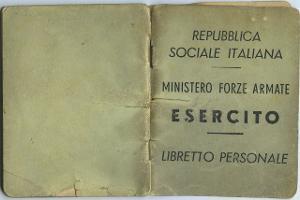 REPUBBLICA
SOCIALE ITALIANA
MINISTERO FORZE ARMATE
ESERCITO
LIBRETTO PERSONALE